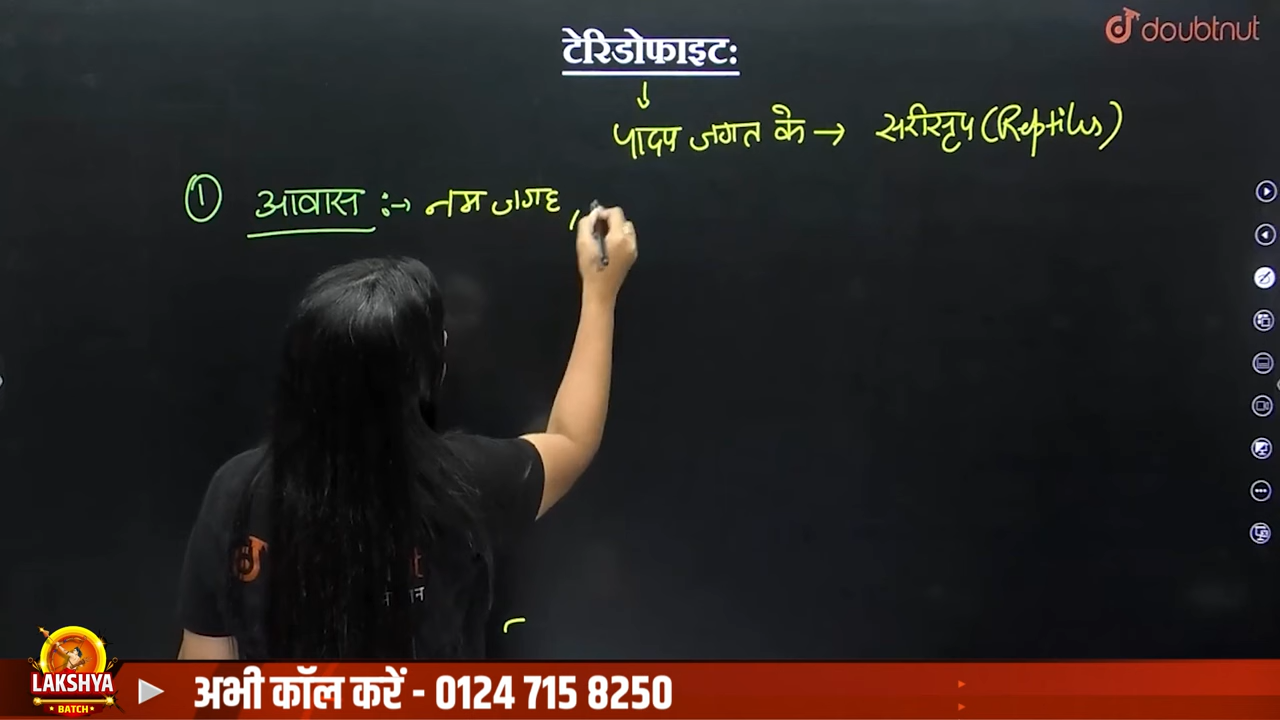 doubtnut
टेरिडोफाइट:
↓
पादप जगत के → सरीसृप (Reptiles)
① आवास :→ नम जगह,
LAKSHYA
BATCH
अभी कॉल करें - 0124 715 8250